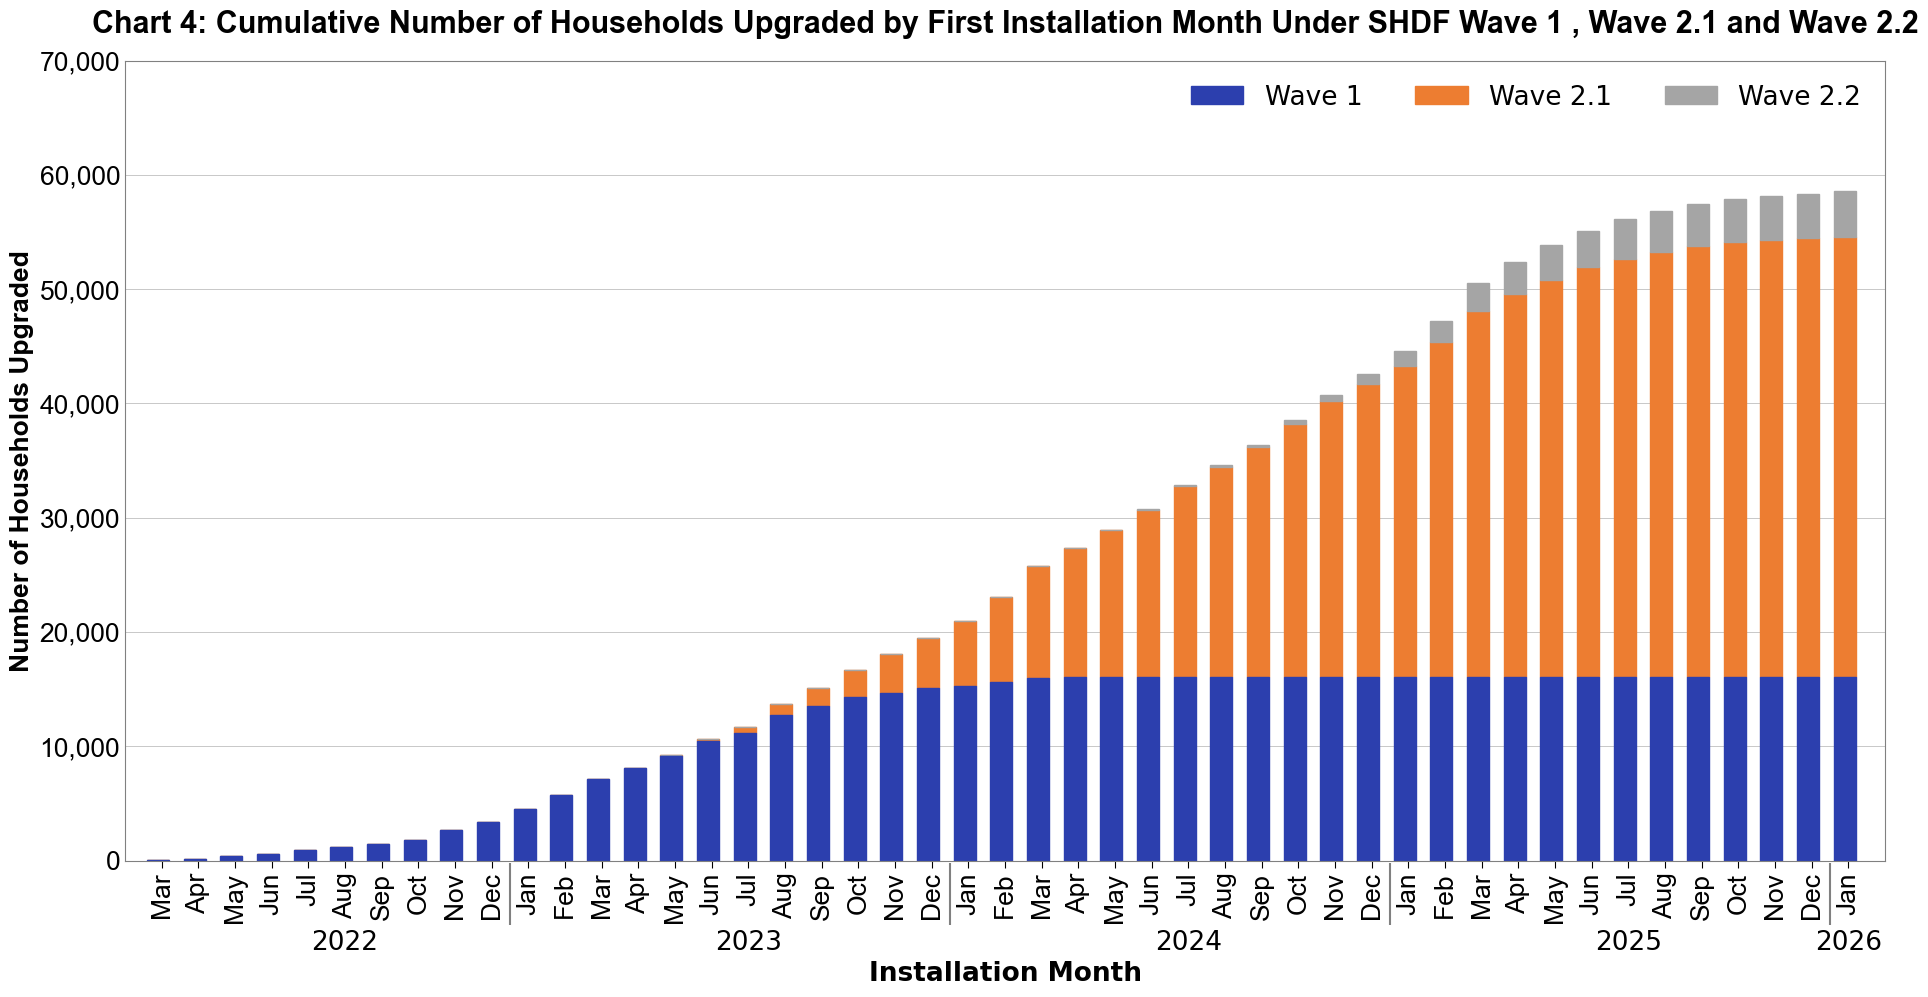 Chart 4: Cumulative Number of Households Upgraded by First Installation Month Under SHDF Wave 1 , Wave 2.1 and Wave 2.2
Wave 1 Wave 2.1 Wave 2.2
Number of Households Upgraded
70,000
60,000
50,000
40,000
30,000
20,000
10,000
0
Mar Apr May Jun Jul Aug Sep Oct Nov Dec Jan Feb Mar Apr May Jun Jul Aug Sep Oct Nov Dec Jan Feb Mar Apr May Jun Jul Aug Sep Oct Nov Dec Jan Feb Mar Apr May Jun Jul Aug Sep Oct Nov Dec Jan
2022 2023 2024 2025 2026
Installation Month